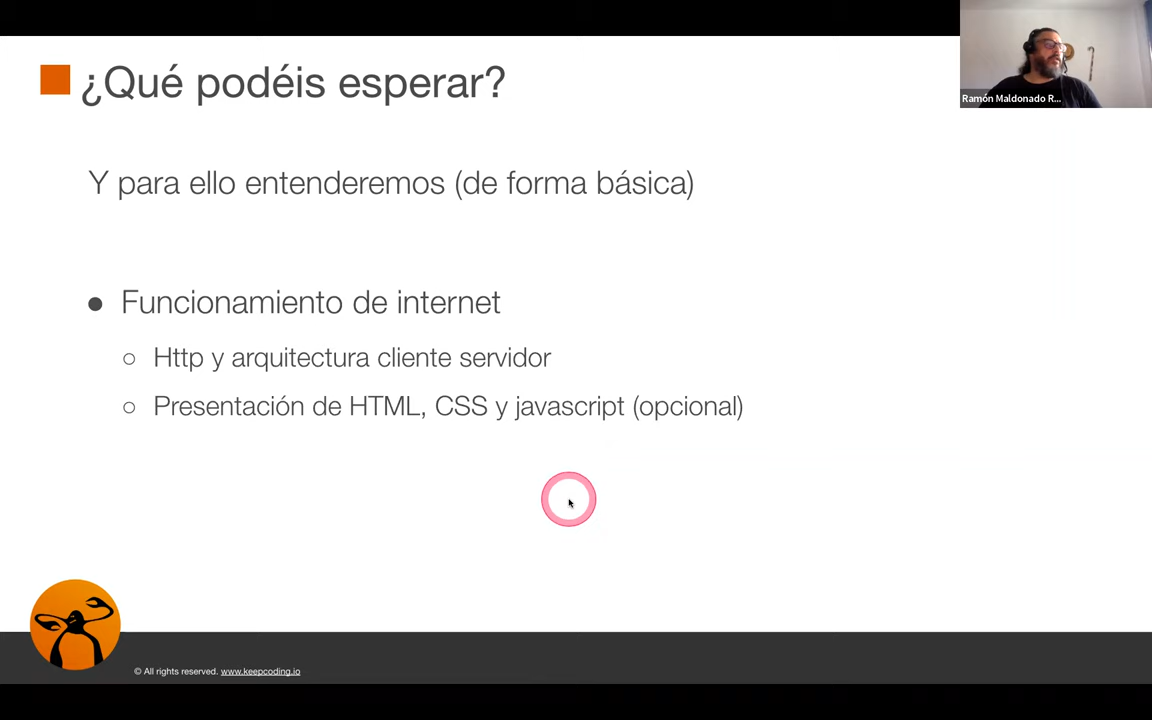 ¿Qué podéis esperar?
Ramón Maldonado R...
Y para ello entenderemos (de forma básica)
● Funcionamiento de internet
○ Http y arquitectura cliente servidor
○ Presentación de HTML, CSS y javascript (opcional)
© All rights reserved. www.keepcoding.io